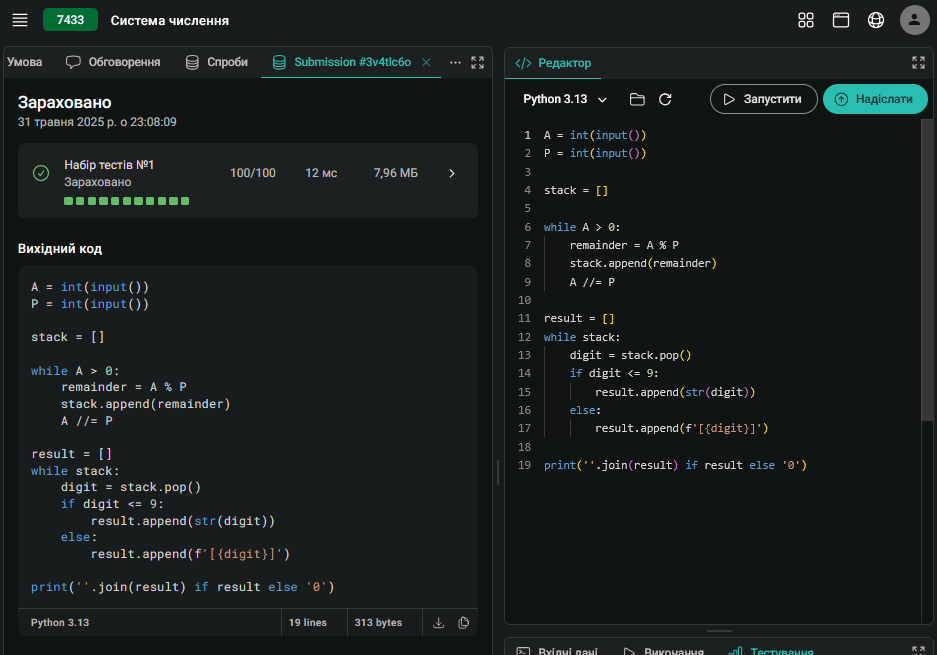 7433 Система числення
Умова Обговорення Спроби Submission #3v4tlc6o
Зараховано
31 травня 2025 р. о 23:08:09
Набір тестів №1
Зараховано
100/100 12 мс 7,96 МБ
Вихідний код
A = int(input())
P = int(input())
stack = []
while A > 0:
    remainder = A % P
    stack.append(remainder)
    A //= P
result = []
while stack:
    digit = stack.pop()
    if digit <= 9:
        result.append(str(digit))
    else:
        result.append(f'[{digit}]')
print(''.join(result) if result else '0')
Python 3.13 19 lines 313 bytes
Редактор
Python 3.13 Запустити Надіслати
1 A = int(input())
2 P = int(input())
3
4 stack = []
5
6 while A > 0:
7     remainder = A % P
8     stack.append(remainder)
9     A //= P
10
11 result = []
12 while stack:
13     digit = stack.pop()
14     if digit <= 9:
15         result.append(str(digit))
16     else:
17         result.append(f'[{digit}]')
18
19 print(''.join(result) if result else '0')
Вхідні дані Виконання Тестування